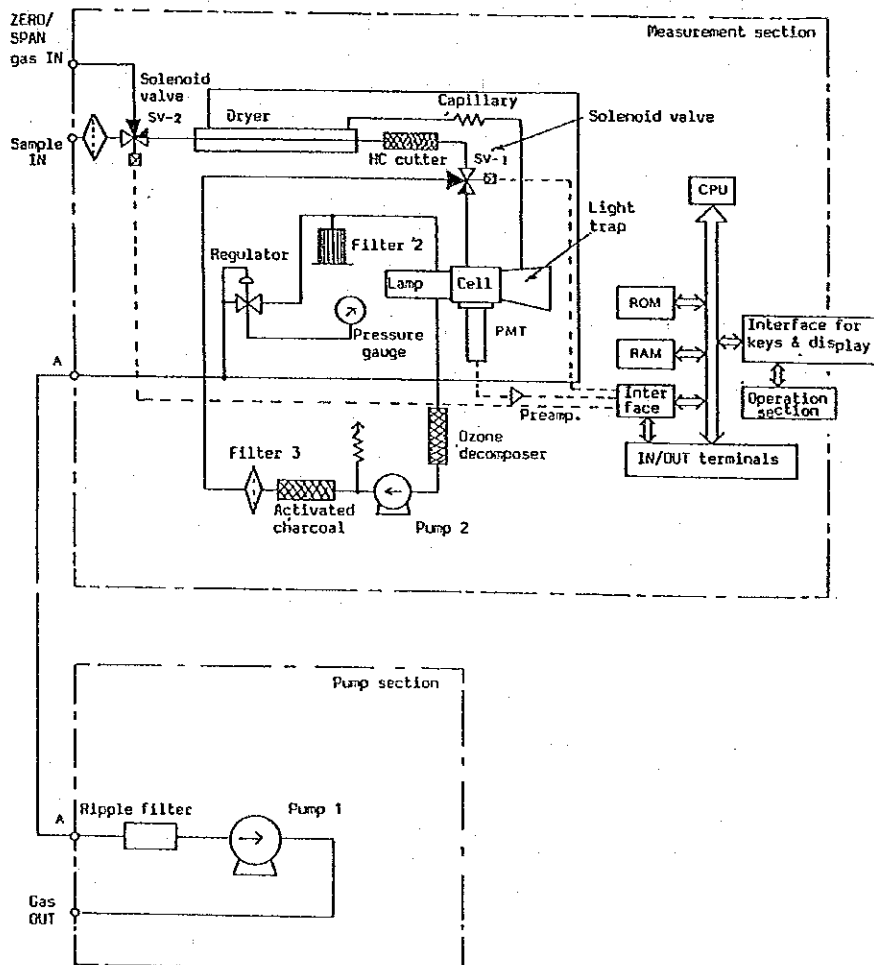 ZERO/
SPAN
gas IN
Measurement section
Solenoid
valve
SV-2
Dryer
Capillary
Solenoid valve
Sample
IN
HC cutter
SV-1
CPU
Light
trap
Regulator
Filter 2
Lamp
Cell
ROM
Interface for
keys & display
Pressure
gauge
PMT
RAM
A
Inter
face
Operation
section
Preamp.
Filter 3
Ozone
decomposer
IN/OUT terminals
Activated
charcoal
Pump 2
Pump section
A
Ripple filter
Pump 1
Gas
OUT